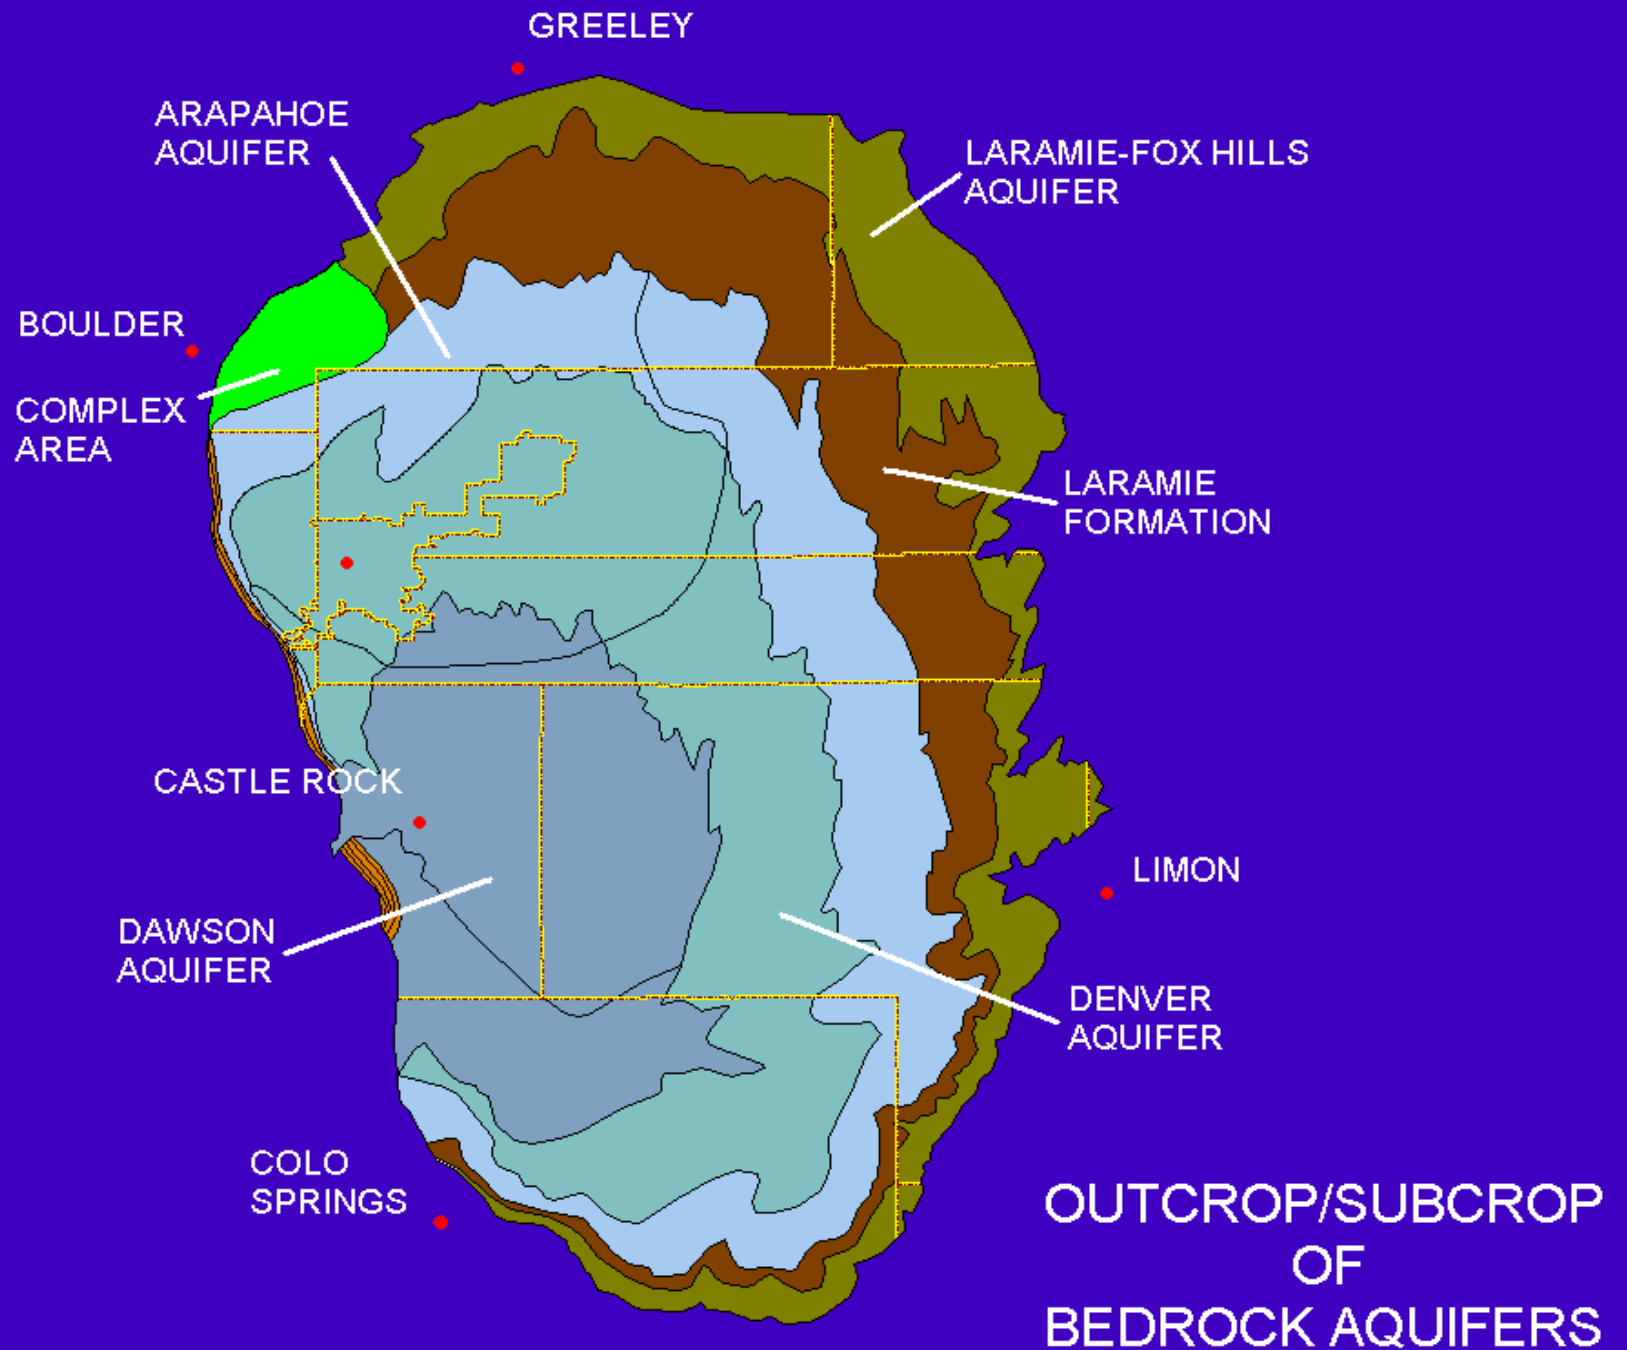 GREELEY
ARAPAHOE
AQUIFER
LARAMIE-FOX HILLS
AQUIFER
BOULDER
COMPLEX
AREA
LARAMIE
FORMATION
CASTLE ROCK
LIMON
DAWSON
AQUIFER
DENVER
AQUIFER
COLO
SPRINGS
OUTCROP/SUBCROP
OF
BEDROCK AQUIFERS